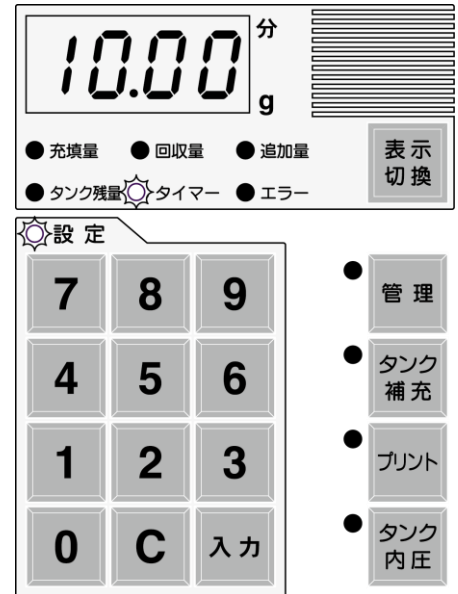 10.00 分
g
充填量 回収量 追加量
タンク残量 タイマー エラー
表示
切換
設定
7 8 9
4 5 6
1 2 3
0 C 入力
管理
タンク
補充
プリント
タンク
内圧